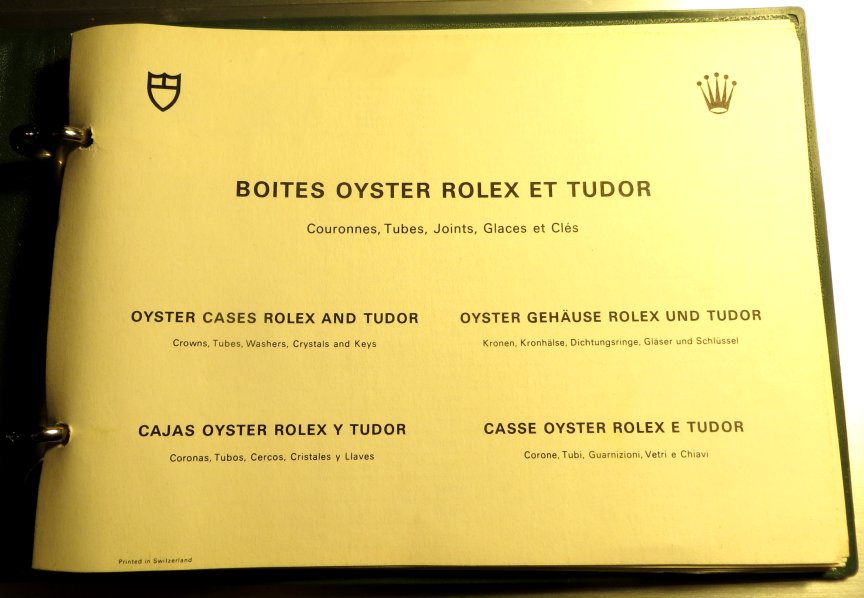 BOITES OYSTER ROLEX ET TUDOR
Couronnes, Tubes, Joints, Glaces et Clés
OYSTER CASES ROLEX AND TUDOR
Crowns, Tubes, Washers, Crystals and Keys
OYSTER GEHÄUSE ROLEX UND TUDOR
Kronen, Kronhälse, Dichtungsringe, Gläser und Schlüssel
CAJAS OYSTER ROLEX Y TUDOR
Coronas, Tubos, Cercos, Cristales y Llaves
CASSE OYSTER ROLEX E TUDOR
Corone, Tubi, Guarnizioni, Vetri e Chiavi
Printed in Switzerland